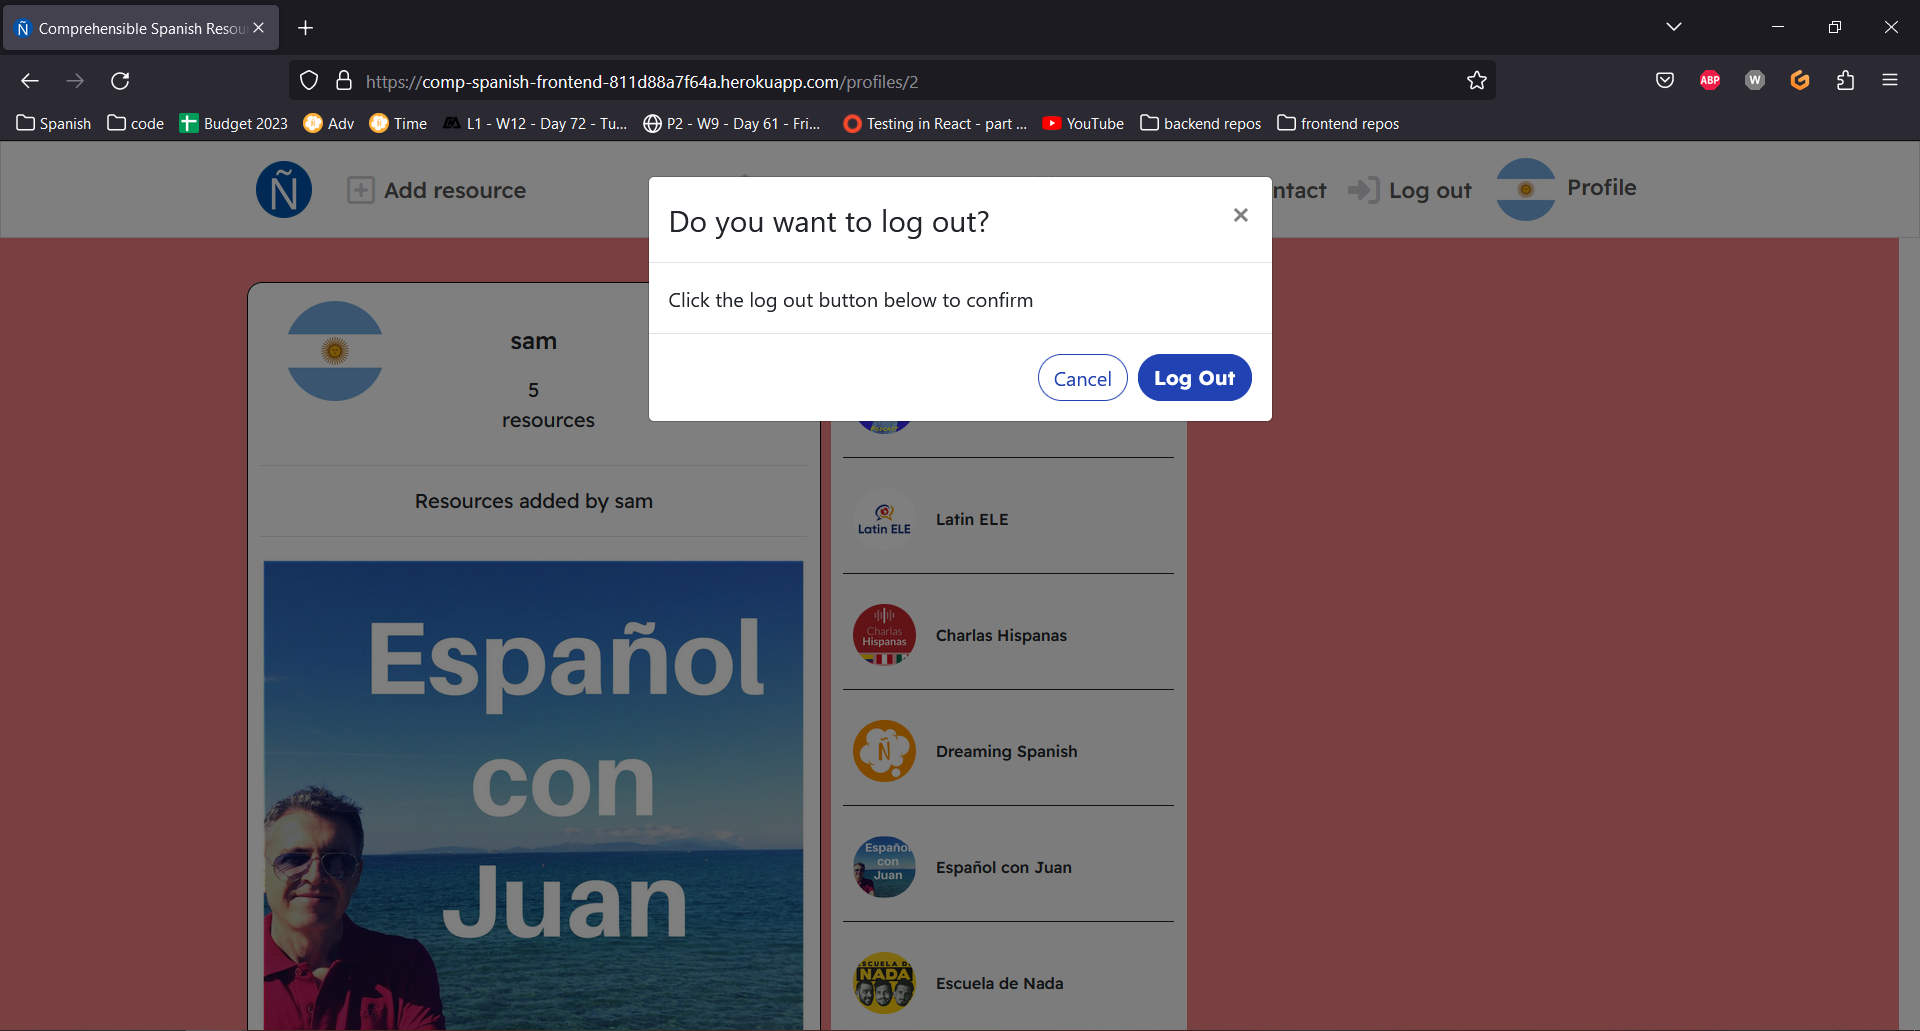 Ñ Comprehensible Spanish Resou
https://comp-spanish-frontend-811d88a7f64a.herokuapp.com/profiles/2
ABP
W
Spanish code Budget 2023 Adv Time L1 - W12 - Day 72 - Tu... P2 - W9 - Day 61 - Fri... Testing in React - part ... YouTube backend repos frontend repos
Ñ Add resource ntact Log out Profile
Do you want to log out? ×
Click the log out button below to confirm
Cancel Log Out
sam
5
resources
Resources added by sam
Español
con
Juan
Latin ELE Latin ELE
Charlas
Hispanas
Charlas Hispanas
Ñ Dreaming Spanish
Español
con
Juan
Español con Juan
ESCUELA DE
NADA
Escuela de Nada